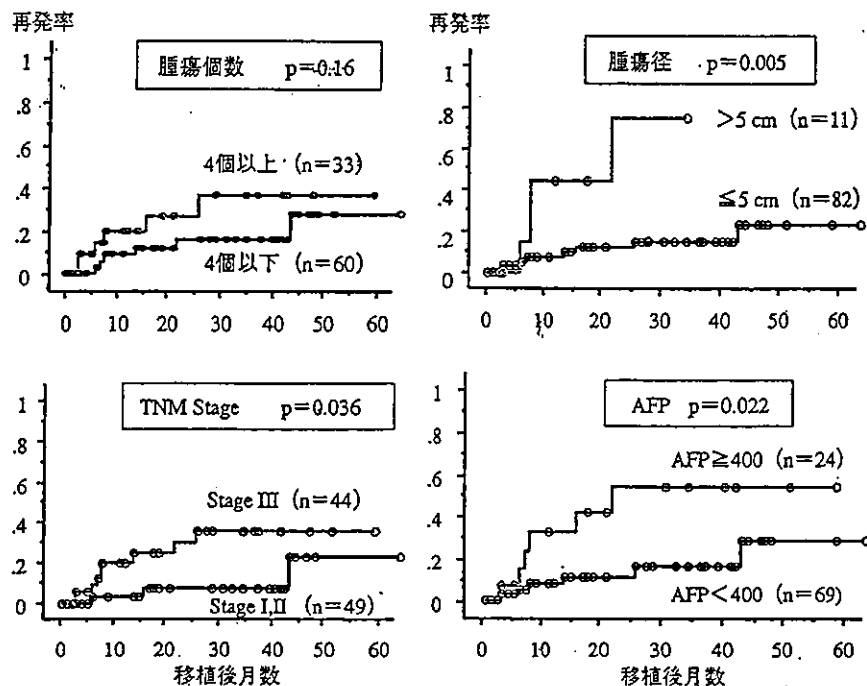 再発率
腫瘍個数 p=0.16
1
.8
.6
.4
.2
0
4個以上 (n=33)
4個以下 (n=60)
0 10 20 30 40 50 60
腫瘍径 p=0.005
1
.8
.6
.4
.2
0
>5 cm (n=11)
≦5 cm (n=82)
0 10 20 30 40 50 60
TNM Stage p=0.036
1
.8
.6
.4
.2
0
Stage III (n=44)
Stage I,II (n=49)
0 10 20 30 40 50 60
移植後月数
AFP p=0.022
1
.8
.6
.4
.2
0
AFP≧400 (n=24)
AFP<400 (n=69)
0 10 20 30 40 50 60
移植後月数